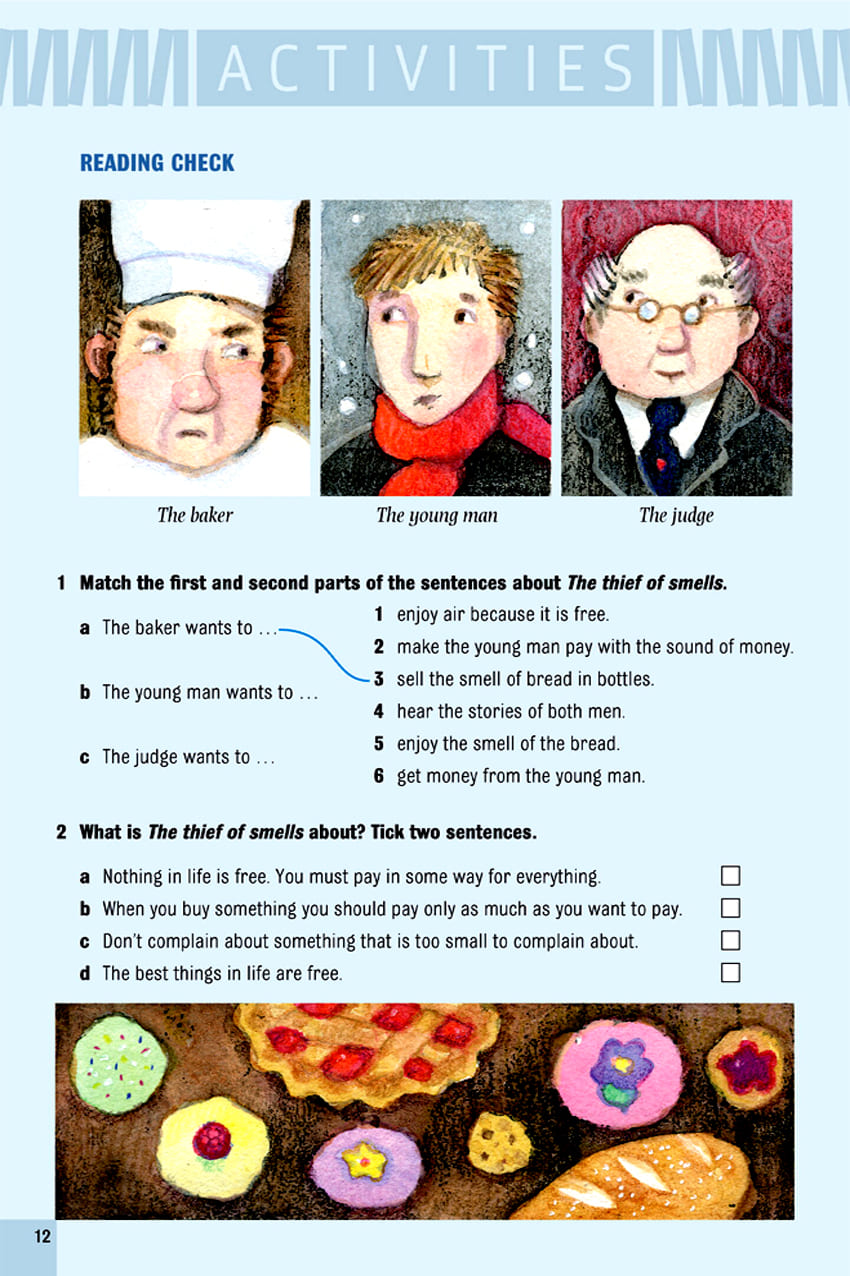 ACTIVITIES
READING CHECK
The baker
The young man
The judge
1 Match the first and second parts of the sentences about The thief of smells.
a The baker wants to ...
b The young man wants to ...
c The judge wants to ...
1 enjoy air because it is free.
2 make the young man pay with the sound of money.
3 sell the smell of bread in bottles.
4 hear the stories of both men.
5 enjoy the smell of the bread.
6 get money from the young man.
2 What is The thief of smells about? Tick two sentences.
a Nothing in life is free. You must pay in some way for everything.
b When you buy something you should pay only as much as you want to pay.
c Don't complain about something that is too small to complain about.
d The best things in life are free.
12